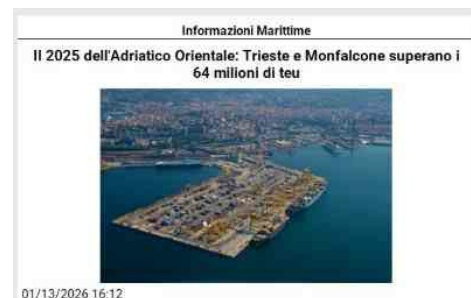 Informazioni Marittime
Il 2025 dell'Adriatico Orientale: Trieste e Monfalcone superano i
64 milioni di teu
01/13/2026 16:12